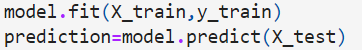 model.fit(X_train,y_train)
prediction=model.predict(X_test)